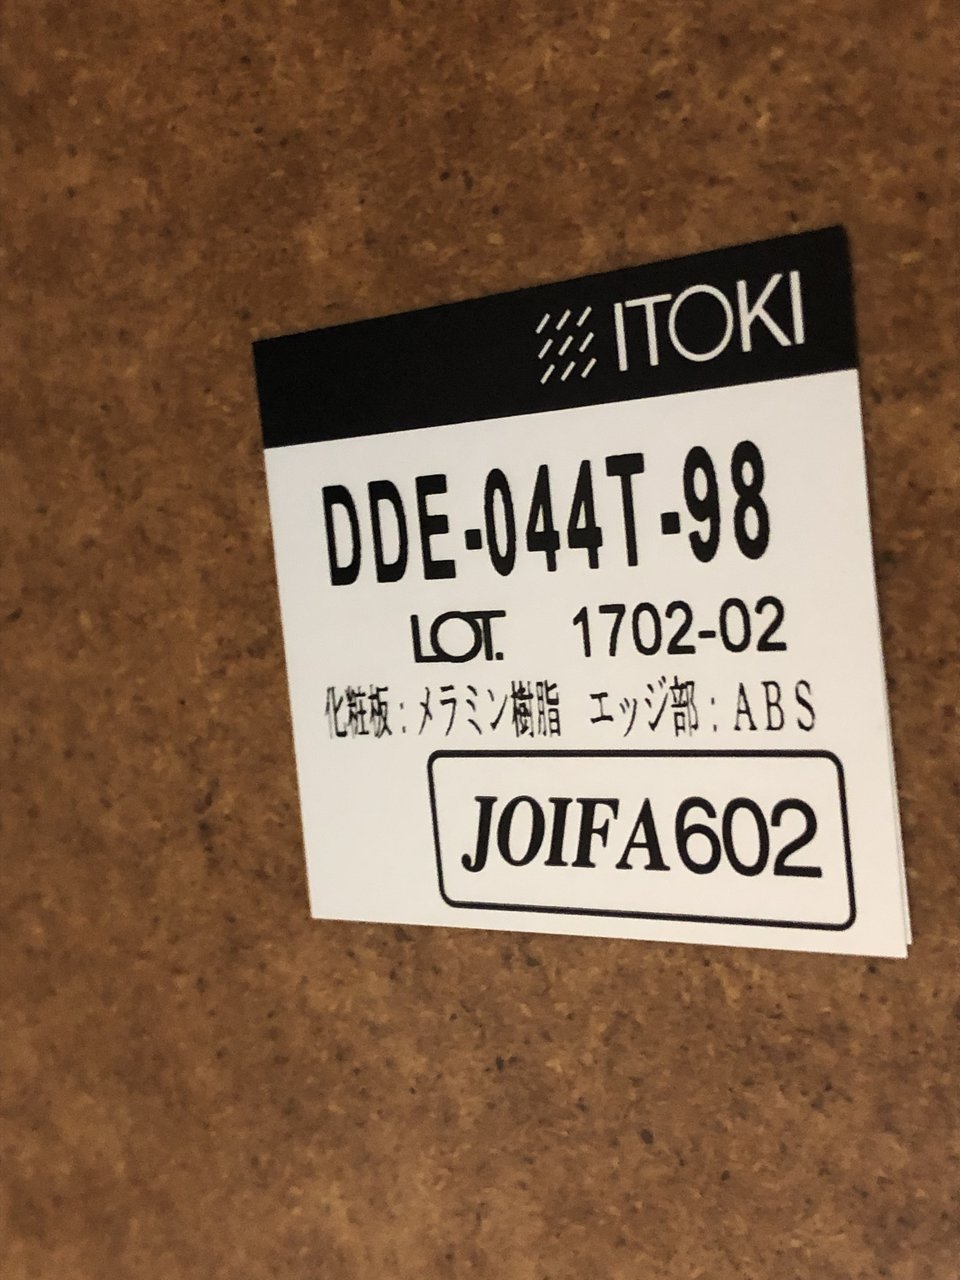 ITOKI
DDE-044T-98
LOT. 1702-02
化粧板：メラミン樹脂 エッジ部：ABS
JOIFA602